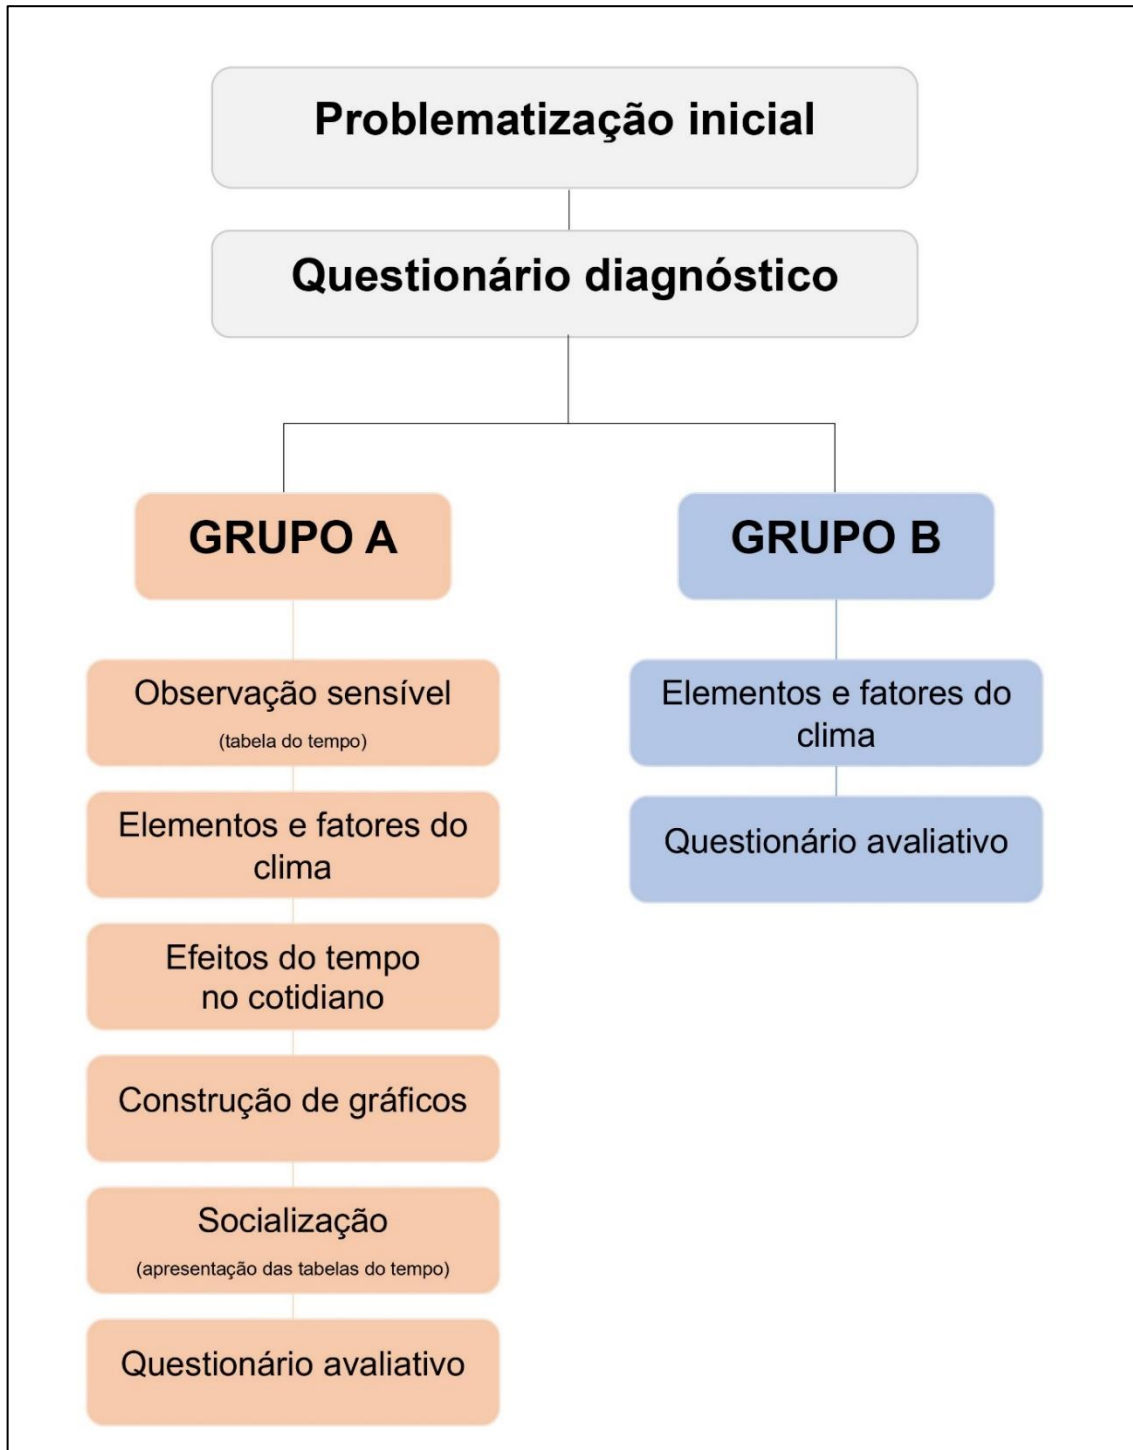 Problematização inicial
Questionário diagnóstico
GRUPO A
Observação sensível
(tabela do tempo)
Elementos e fatores do
clima
Efeitos do tempo
no cotidiano
Construção de gráficos
Socialização
(apresentação das tabelas do tempo)
Questionário avaliativo
GRUPO B
Elementos e fatores do
clima
Questionário avaliativo